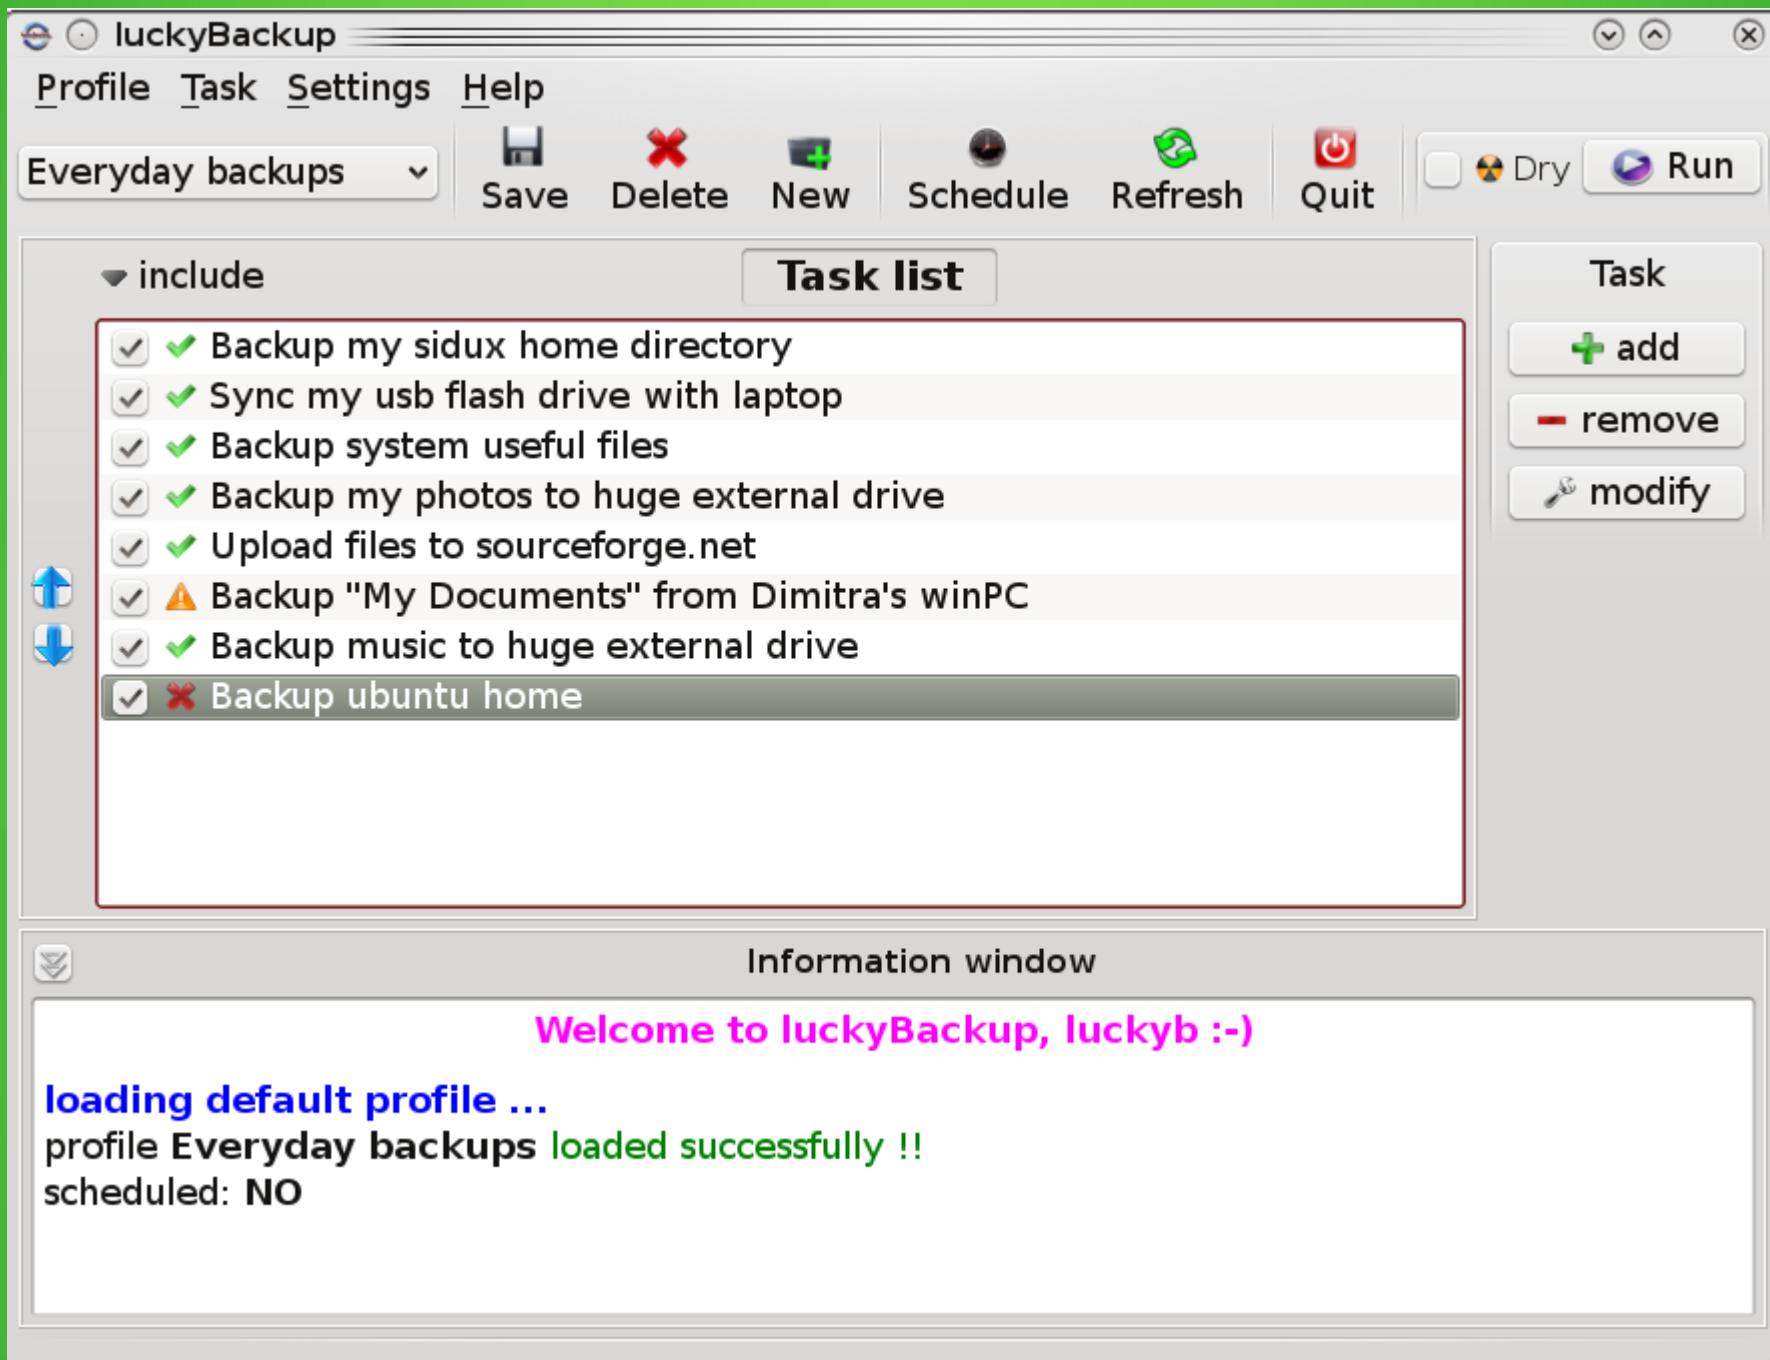 luckyBackup
Profile Task Settings Help
Everyday backups Save Delete New Schedule Refresh Quit Dry Run
include Task list
Backup my sidux home directory
Sync my usb flash drive with laptop
Backup system useful files
Backup my photos to huge external drive
Upload files to sourceforge.net
Backup "My Documents" from Dimitra's winPC
Backup music to huge external drive
Backup ubuntu home
Task
add
remove
modify
Information window
Welcome to luckyBackup, luckyb :-)
loading default profile ...
profile Everyday backups loaded successfully !!
scheduled: NO